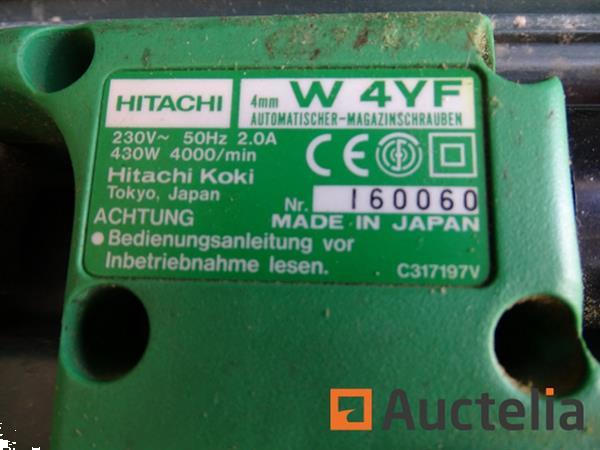 HITACHI
4mm W 4YF
AUTOMATISCHER-MAGAZINSCHRAUBEN
230V~ 50Hz 2.0A
430W 4000/min
Hitachi Koki
Tokyo, Japan
CE
Nr. 160060
ACHTUNG
MADE IN JAPAN
• Bedienungsanleitung vor
Inbetriebnahme lesen.
C317197V
Auctelia